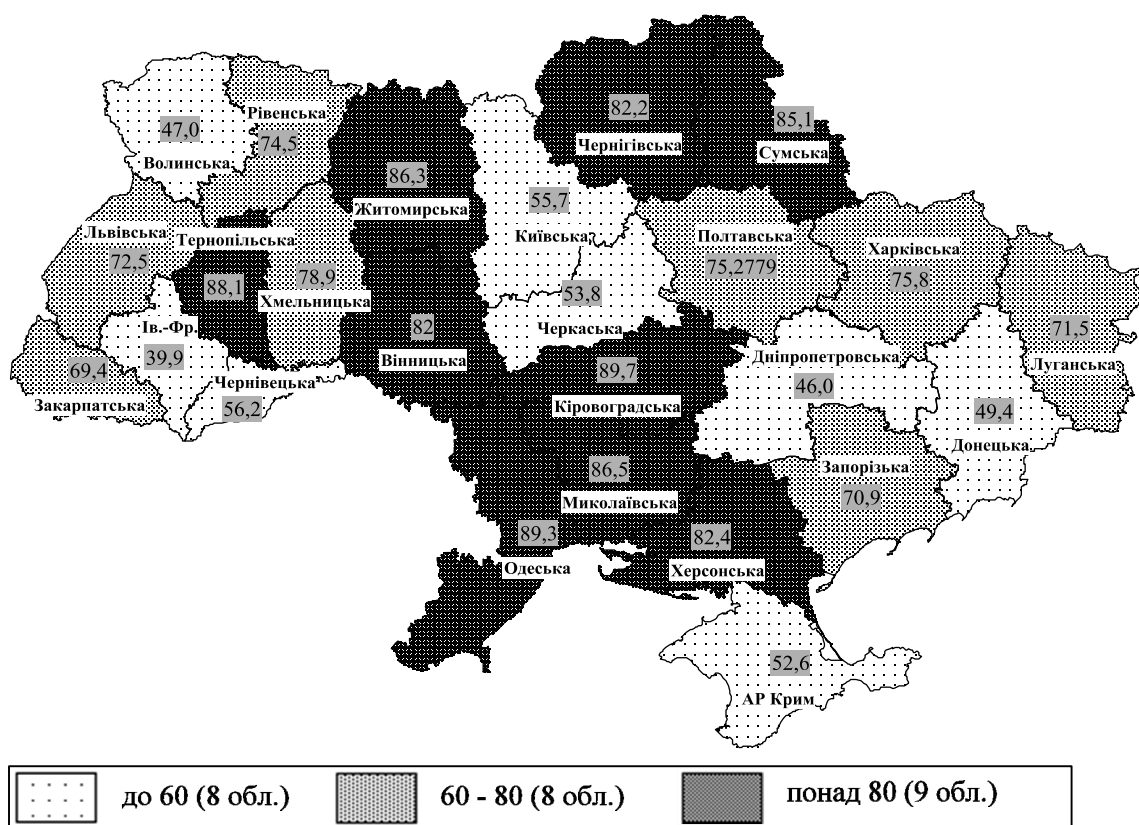 82,2
Чернігівська
85,1
Сумська
Рівенська
74,5
47,0
Волинська
86,3
Житомирська
55,7
Київська
Львівська
72,5
Тернопільська
88,1
78,9
Хмельницька
Полтавська
75,2779
Харківська
75,8
53,8
Черкаська
Ів.-Фр.
39,9
82
Вінницька
71,5
Луганська
69,4
Закарпатська
Чернівецька
56,2
89,7
Кіровоградська
Дніпропетровська
46,0
49,4
Донецька
86,5
Миколаївська
Запорізька
70,9
89,3
Одеська
82,4
Херсонська
52,6
АР Крим
до 60 (8 обл.)
60 - 80 (8 обл.)
понад 80 (9 обл.)